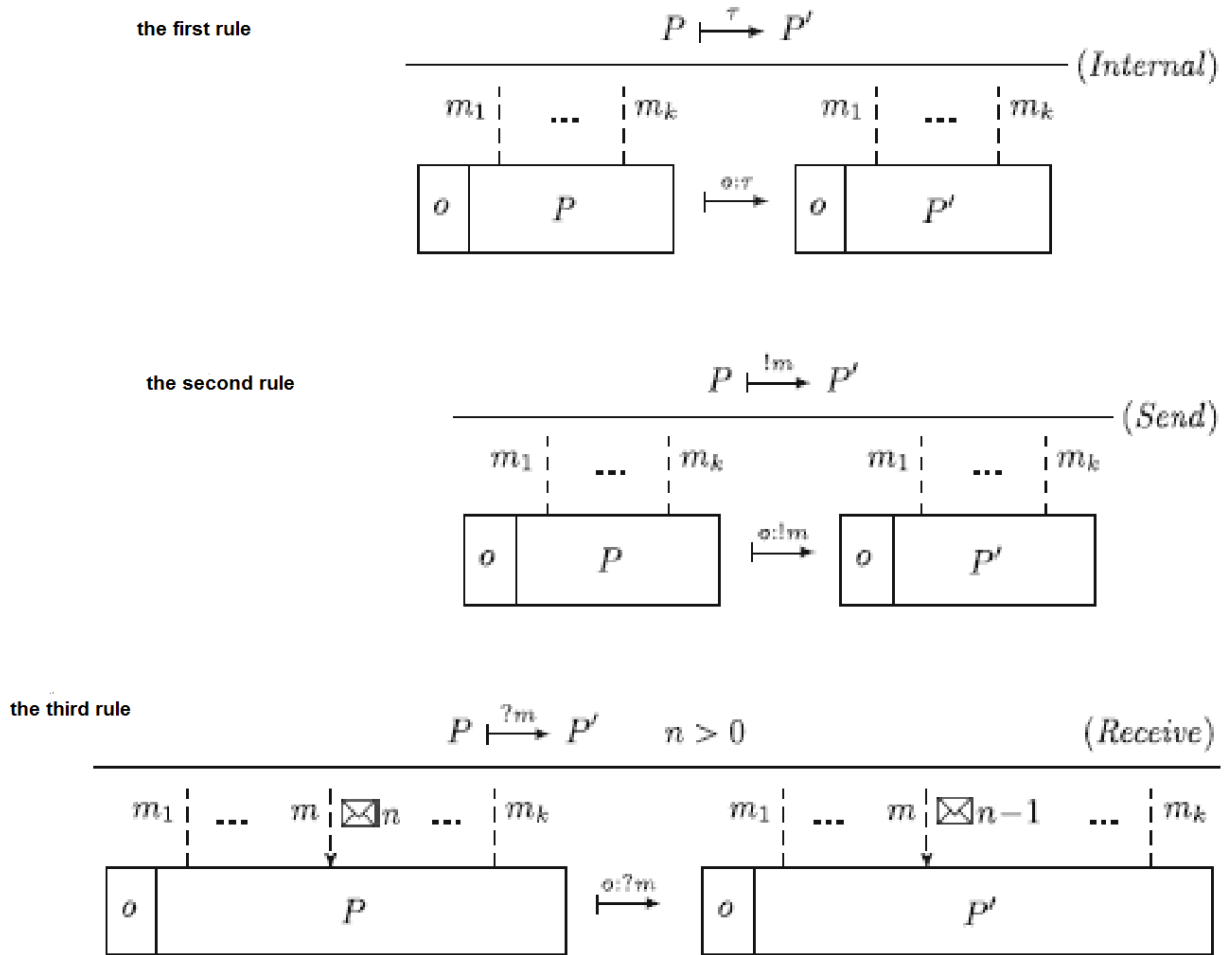 the first rule
P ⟼τ P′
(Internal)
m₁ ... mₖ m₁ ... mₖ
o P ⟼o:τ o P′
the second rule
P ⟼!m P′
(Send)
m₁ ... mₖ m₁ ... mₖ
o P ⟼o:!m o P′
the third rule
P ⟼?m P′ n > 0 (Receive)
m₁ ... m n ... mₖ m₁ ... m n−1 ... mₖ
o P ⟼o:?m o P′